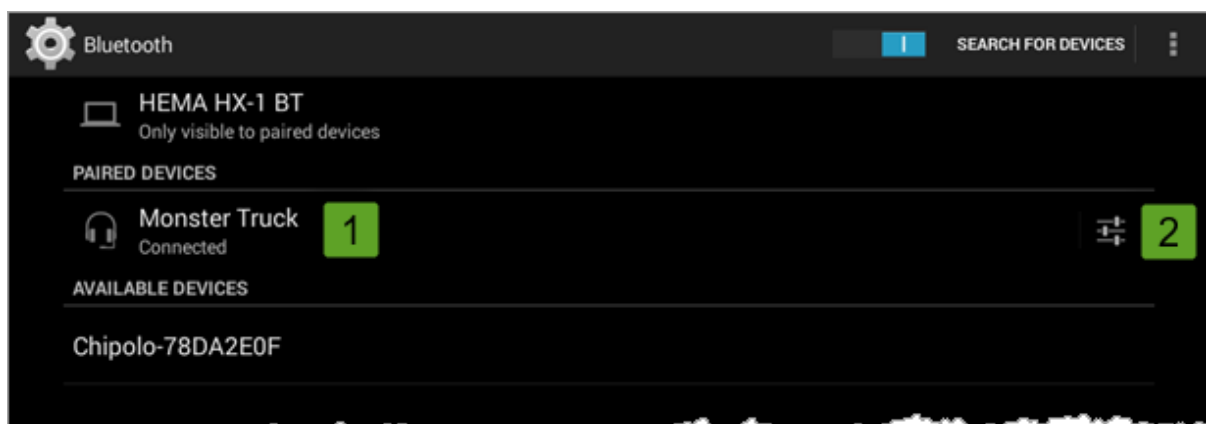 Bluetooth
SEARCH FOR DEVICES
HEMA HX-1 BT
Only visible to paired devices
PAIRED DEVICES
Monster Truck
Connected
1
2
AVAILABLE DEVICES
Chipolo-78DA2E0F